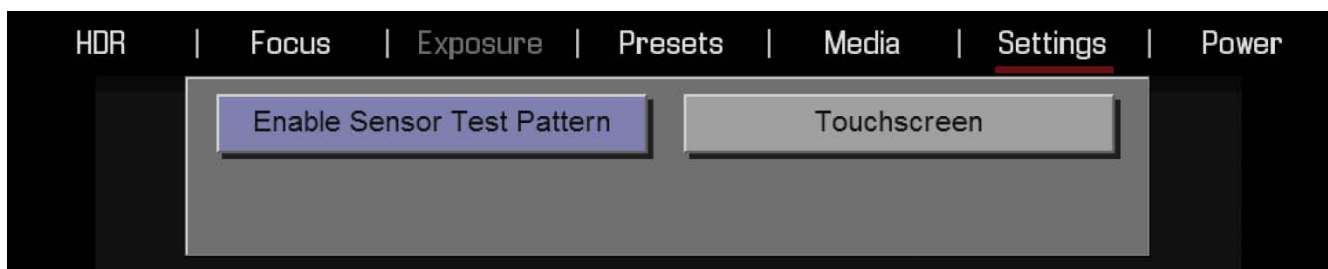 HDR | Focus | Exposure | Presets | Media | Settings | Power
Enable Sensor Test Pattern Touchscreen